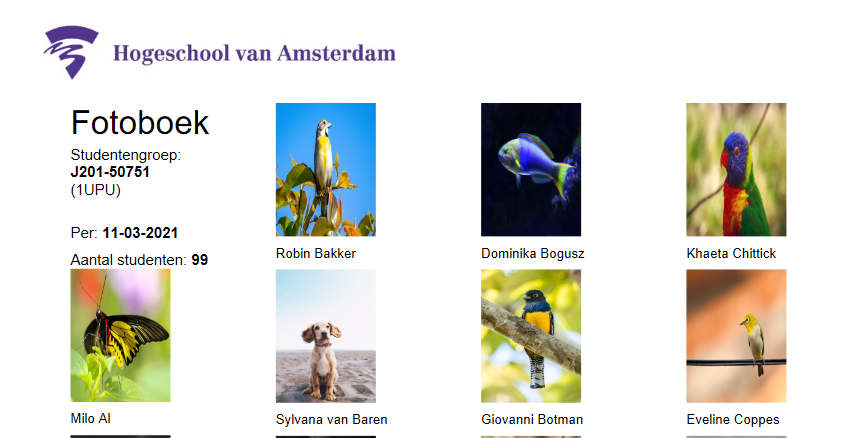 Hogeschool van Amsterdam
Fotoboek
Studentengroep:
J201-50751
(1UPU)
Per: 11-03-2021
Aantal studenten: 99
Robin Bakker
Dominika Bogusz
Khaeta Chittick
Milo Al
Sylvana van Baren
Giovanni Botman
Eveline Coppes